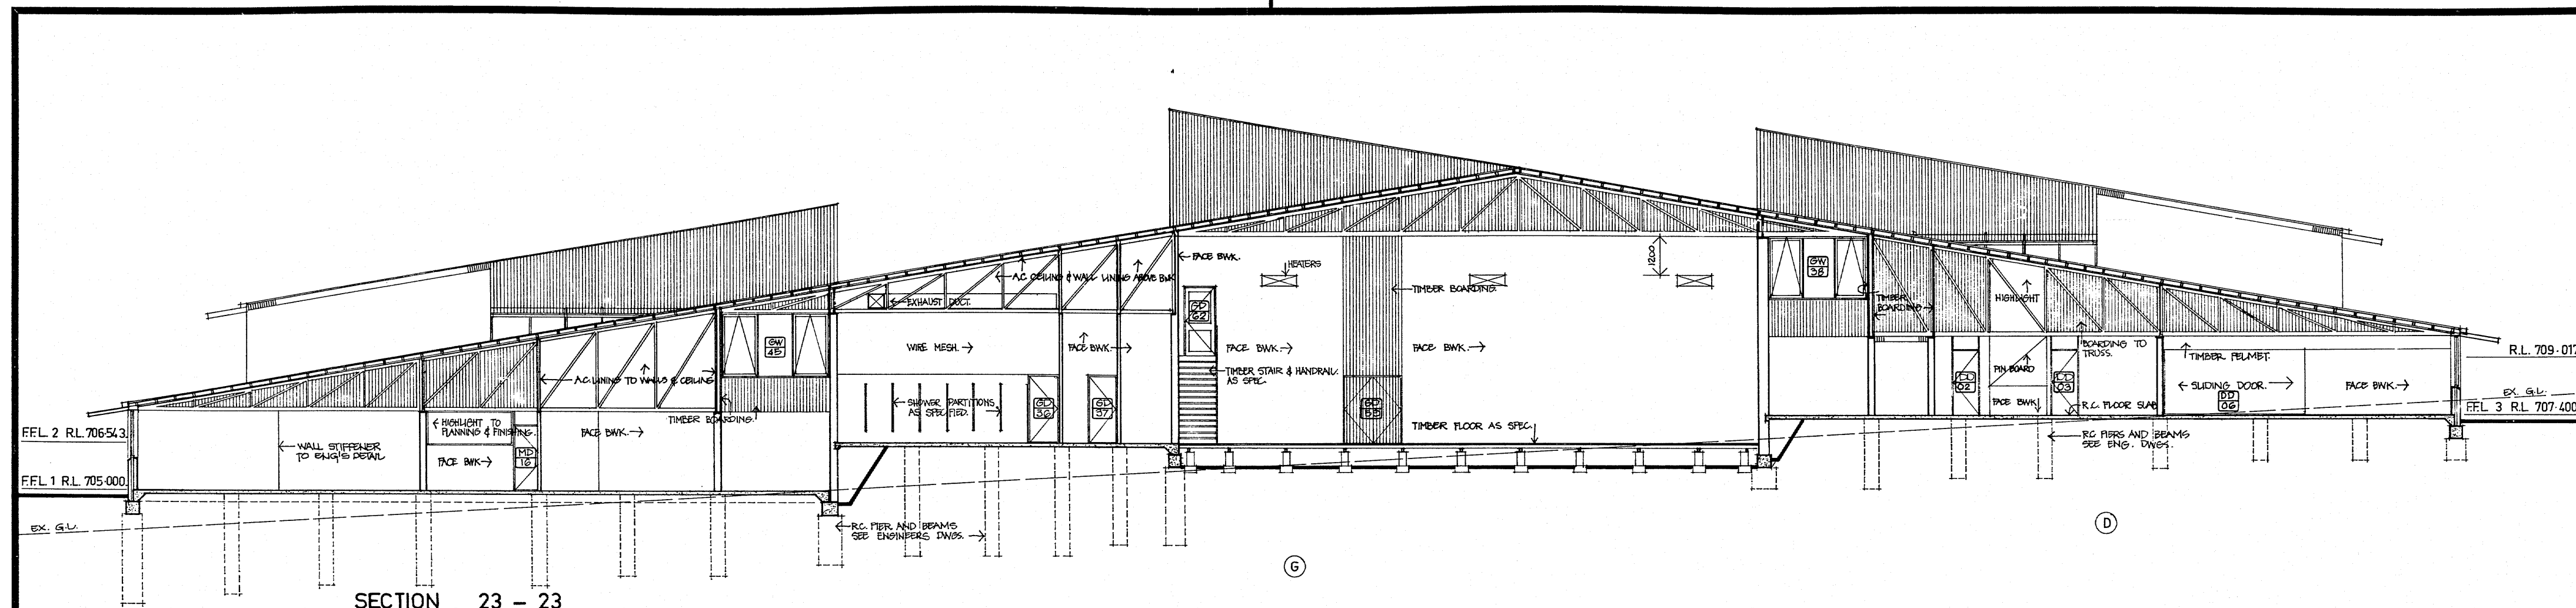 F.F.L. 2 R.L. 706·543.
F.F.L. 1 R.L. 705·000.
EX. G.L.
WALL STIFFENER
TO ENG'S DETAIL
HIGHLIGHT TO
PLANNING & FINISHING.
FACE BWK
MD
16
A.C. LINING TO WALLS & CEILING
FACE BWK.
TIMBER BOARDING.
GW
45
EXHAUST DUCT.
A.C. CEILING & WALL LINING ABOVE BWK
WIRE MESH.
FACE BWK.
SHOWER PARTITIONS
AS SPECIFIED.
GD
36
GD
37
R.C. PIER AND BEAMS
SEE ENGINEERS DWGS.
FACE BWK.
HEATERS
GD
62
FACE BWK.
TIMBER STAIR & HANDRAIL.
AS SPEC.
TIMBER BOARDING.
FACE BWK.
TIMBER FLOOR AS SPEC.
1200
GW
38
TIMBER
BOARDING
HIGHLIGHT
BOARDING TO
TRUSS.
PIN BOARD
FACE BWK
DD
02
DD
03
R.C. FLOOR SLAB
TIMBER PELMET.
SLIDING DOOR.
DD
06
FACE BWK.
R.C. PIERS AND BEAMS
SEE ENG. DWGS.
R.L. 709·017
EX. G.L.
F.F.L. 3 R.L. 707·400
G
D
SECTION 23 – 23